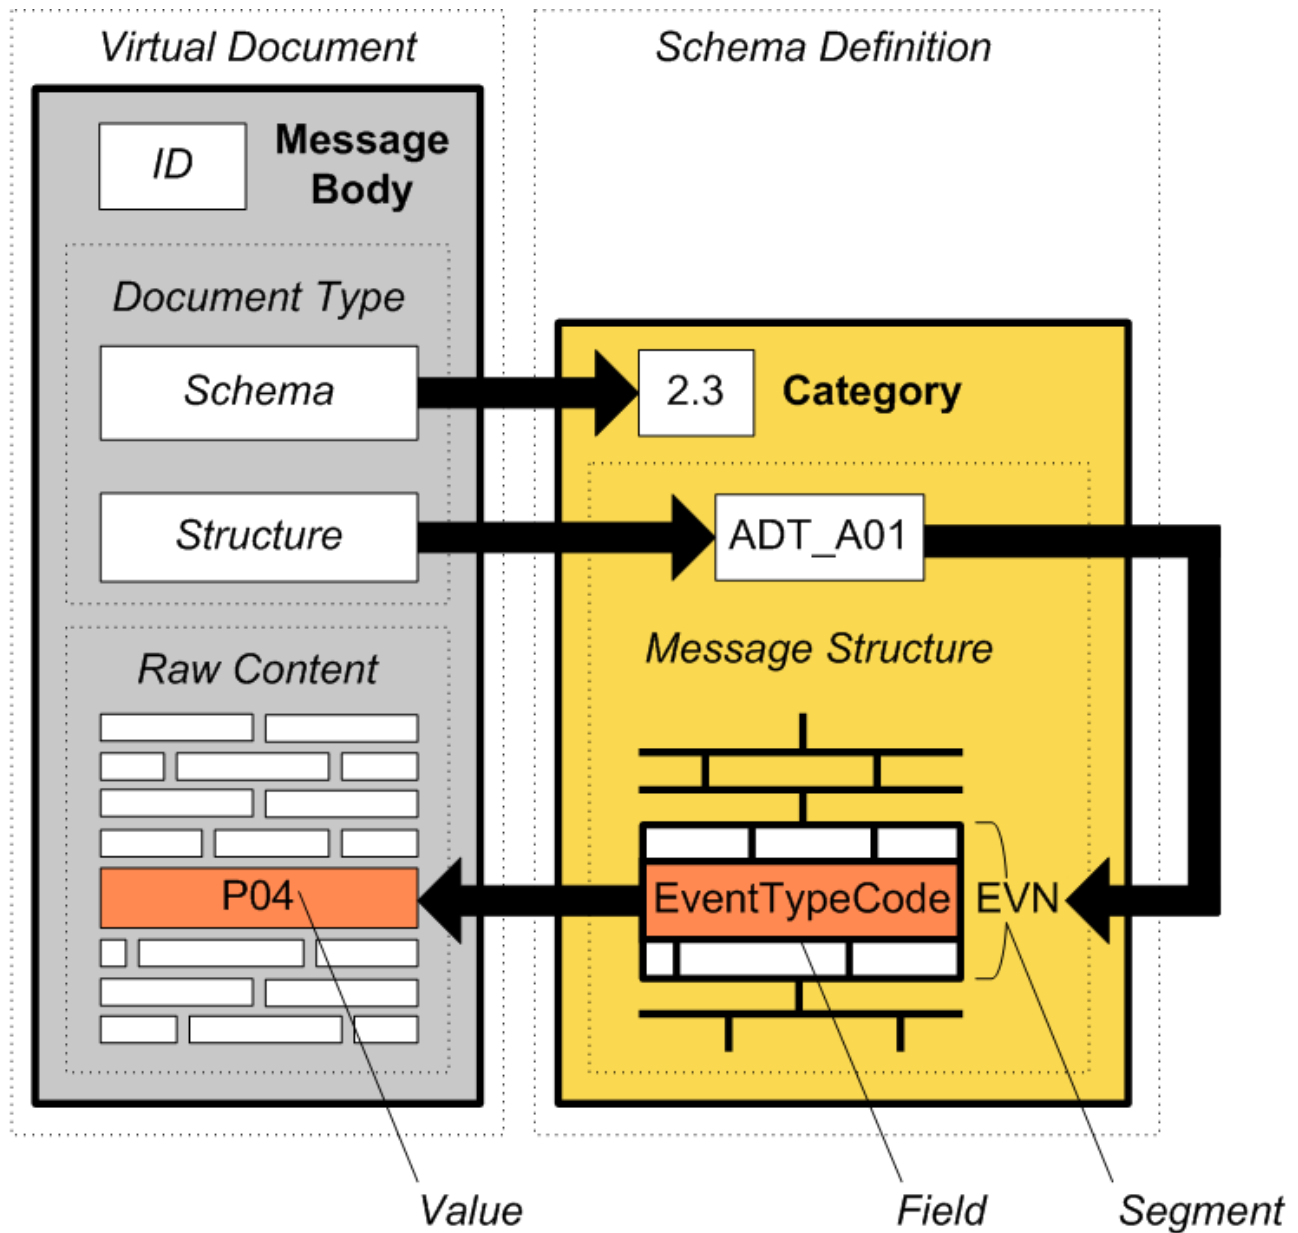 Virtual Document
ID
Message
Body
Document Type
Schema
Structure
Raw Content
P04
Value
Schema Definition
2.3
Category
ADT_A01
Message Structure
EventTypeCode
EVN
Field
Segment